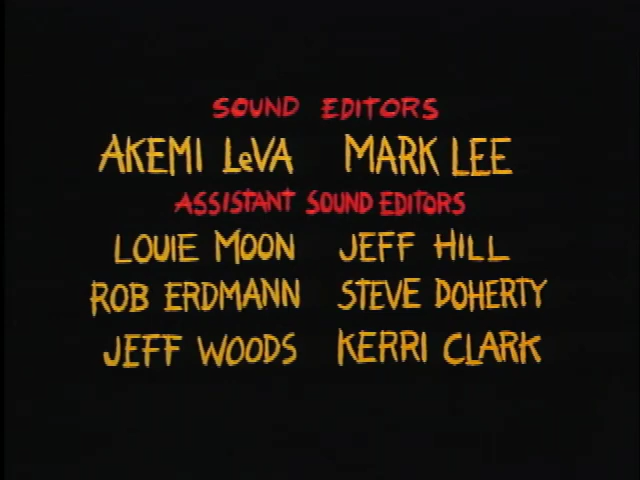 SOUND EDITORS
AKEMI LeVA MARK LEE
ASSISTANT SOUND EDITORS
LOUIE MOON JEFF HILL
ROB ERDMANN STEVE DOHERTY
JEFF WOODS KERRI CLARK